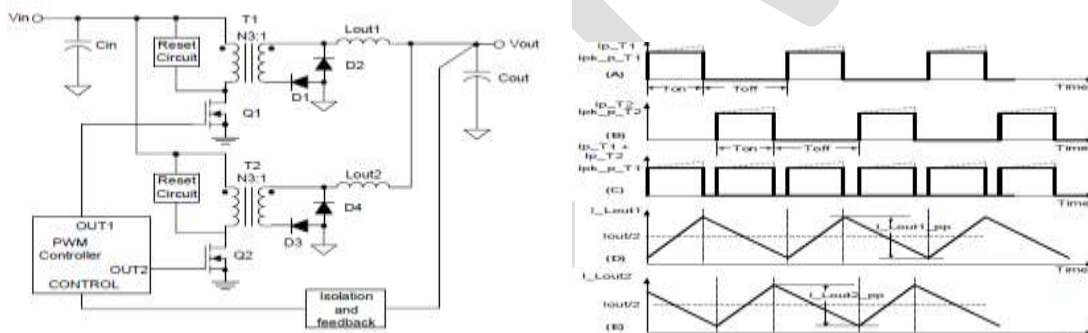 Vin
Cin
Reset
Circuit
T1
N3:1
Lout1
D2
D1
Q1
Vout
Cout
T2
N3:1
Lout2
Reset
Circuit
D4
D3
Q2
OUT1
PWM
Controller
OUT2
CONTROL
Isolation
and
feedback
Ip_T1
Ipk_p_T1
(A)
Ton
Toff
Time
Ip_T2
Ipk_p_T2
(B)
Ton
Toff
Time
Ip_T1 +
Ip_T2
Ipk_p_T1
(C)
Time
I_Lout1
Iout/2
I_Lout1_pp
(D)
Time
I_Lout2
Iout/2
I_Lout2_pp
(E)
Time